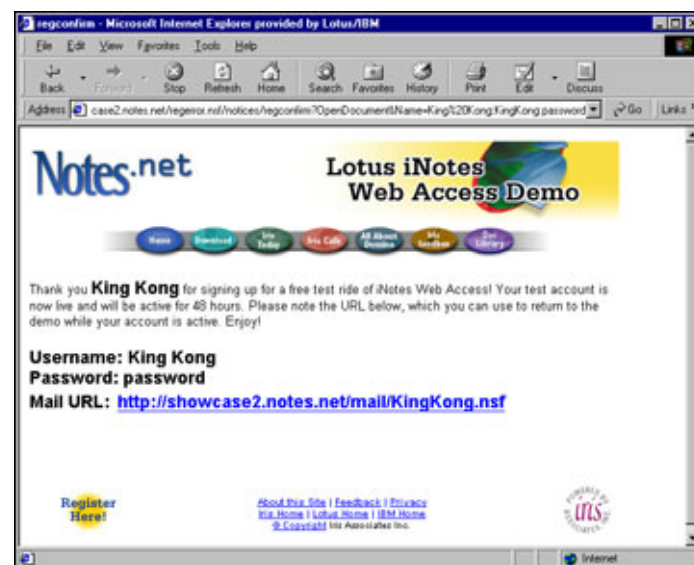 regconfirm - Microsoft Internet Explorer provided by Lotus/IBM
File Edit View Favorites Tools Help
Back Forward Stop Refresh Home Search Favorites History Print Edit Discuss
Address case2.notes.net/regerror.nsf/notices/regconfirm?OpenDocument&Name=King%20Kong:KingKong:password Go Links
Notes.net
Lotus iNotes
Web Access Demo
Home Download Iris Today Iris Cafe All About Domino Iris Sandbox Doc Library
Thank you King Kong for signing up for a free test ride of iNotes Web Access! Your test account is
now live and will be active for 48 hours. Please note the URL below, which you can use to return to the
demo while your account is active. Enjoy!
Username: King Kong
Password: password
Mail URL: http://showcase2.notes.net/mail/KingKong.nsf
Register
Here!
About this Site | Feedback | Privacy
Iris Home | Lotus Home | IBM Home
© Copyright Iris Associates Inc.
POWERED BY
iris
ASSOCIATES, INC.
Internet